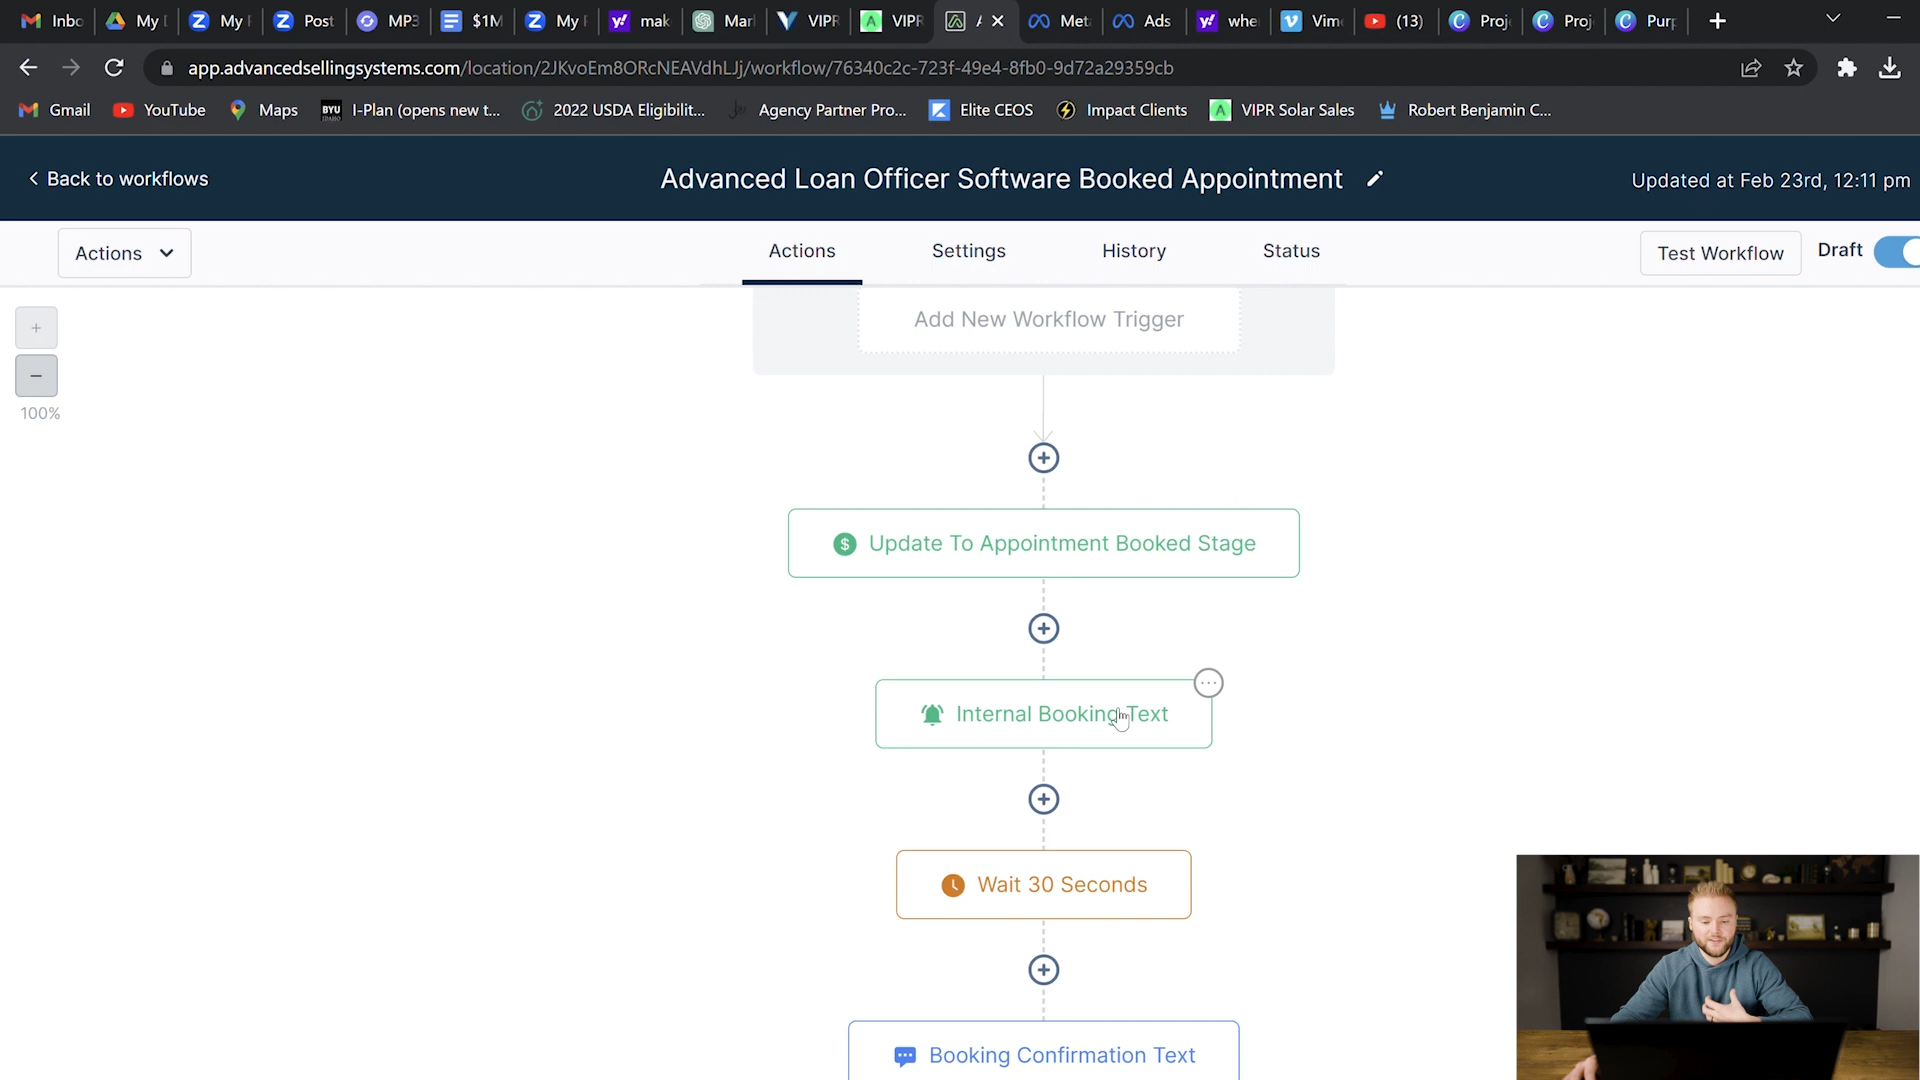 Inbo
My D
My
Post
MP3
$1M
My
mak
Mar
VIPR
VIPR
A
Met
Ads
whe
Vim
(13)
Proj
Proj
Pur
app.advancedsellingsystems.com/location/2JKvoEm8ORcNEAVdhLJj/workflow/76340c2c-723f-49e4-8fb0-9d72a29359cb
Gmail
YouTube
Maps
BYU
IDAHO
I-Plan (opens new t...
2022 USDA Eligibilit...
Agency Partner Pro...
Elite CEOS
Impact Clients
VIPR Solar Sales
Robert Benjamin C...
Back to workflows
Advanced Loan Officer Software Booked Appointment
Updated at Feb 23rd, 12:11 pm
Actions
Actions
Settings
History
Status
Test Workflow
Draft
100%
Add New Workflow Trigger
Update To Appointment Booked Stage
Internal Booking Text
Wait 30 Seconds
Booking Confirmation Text